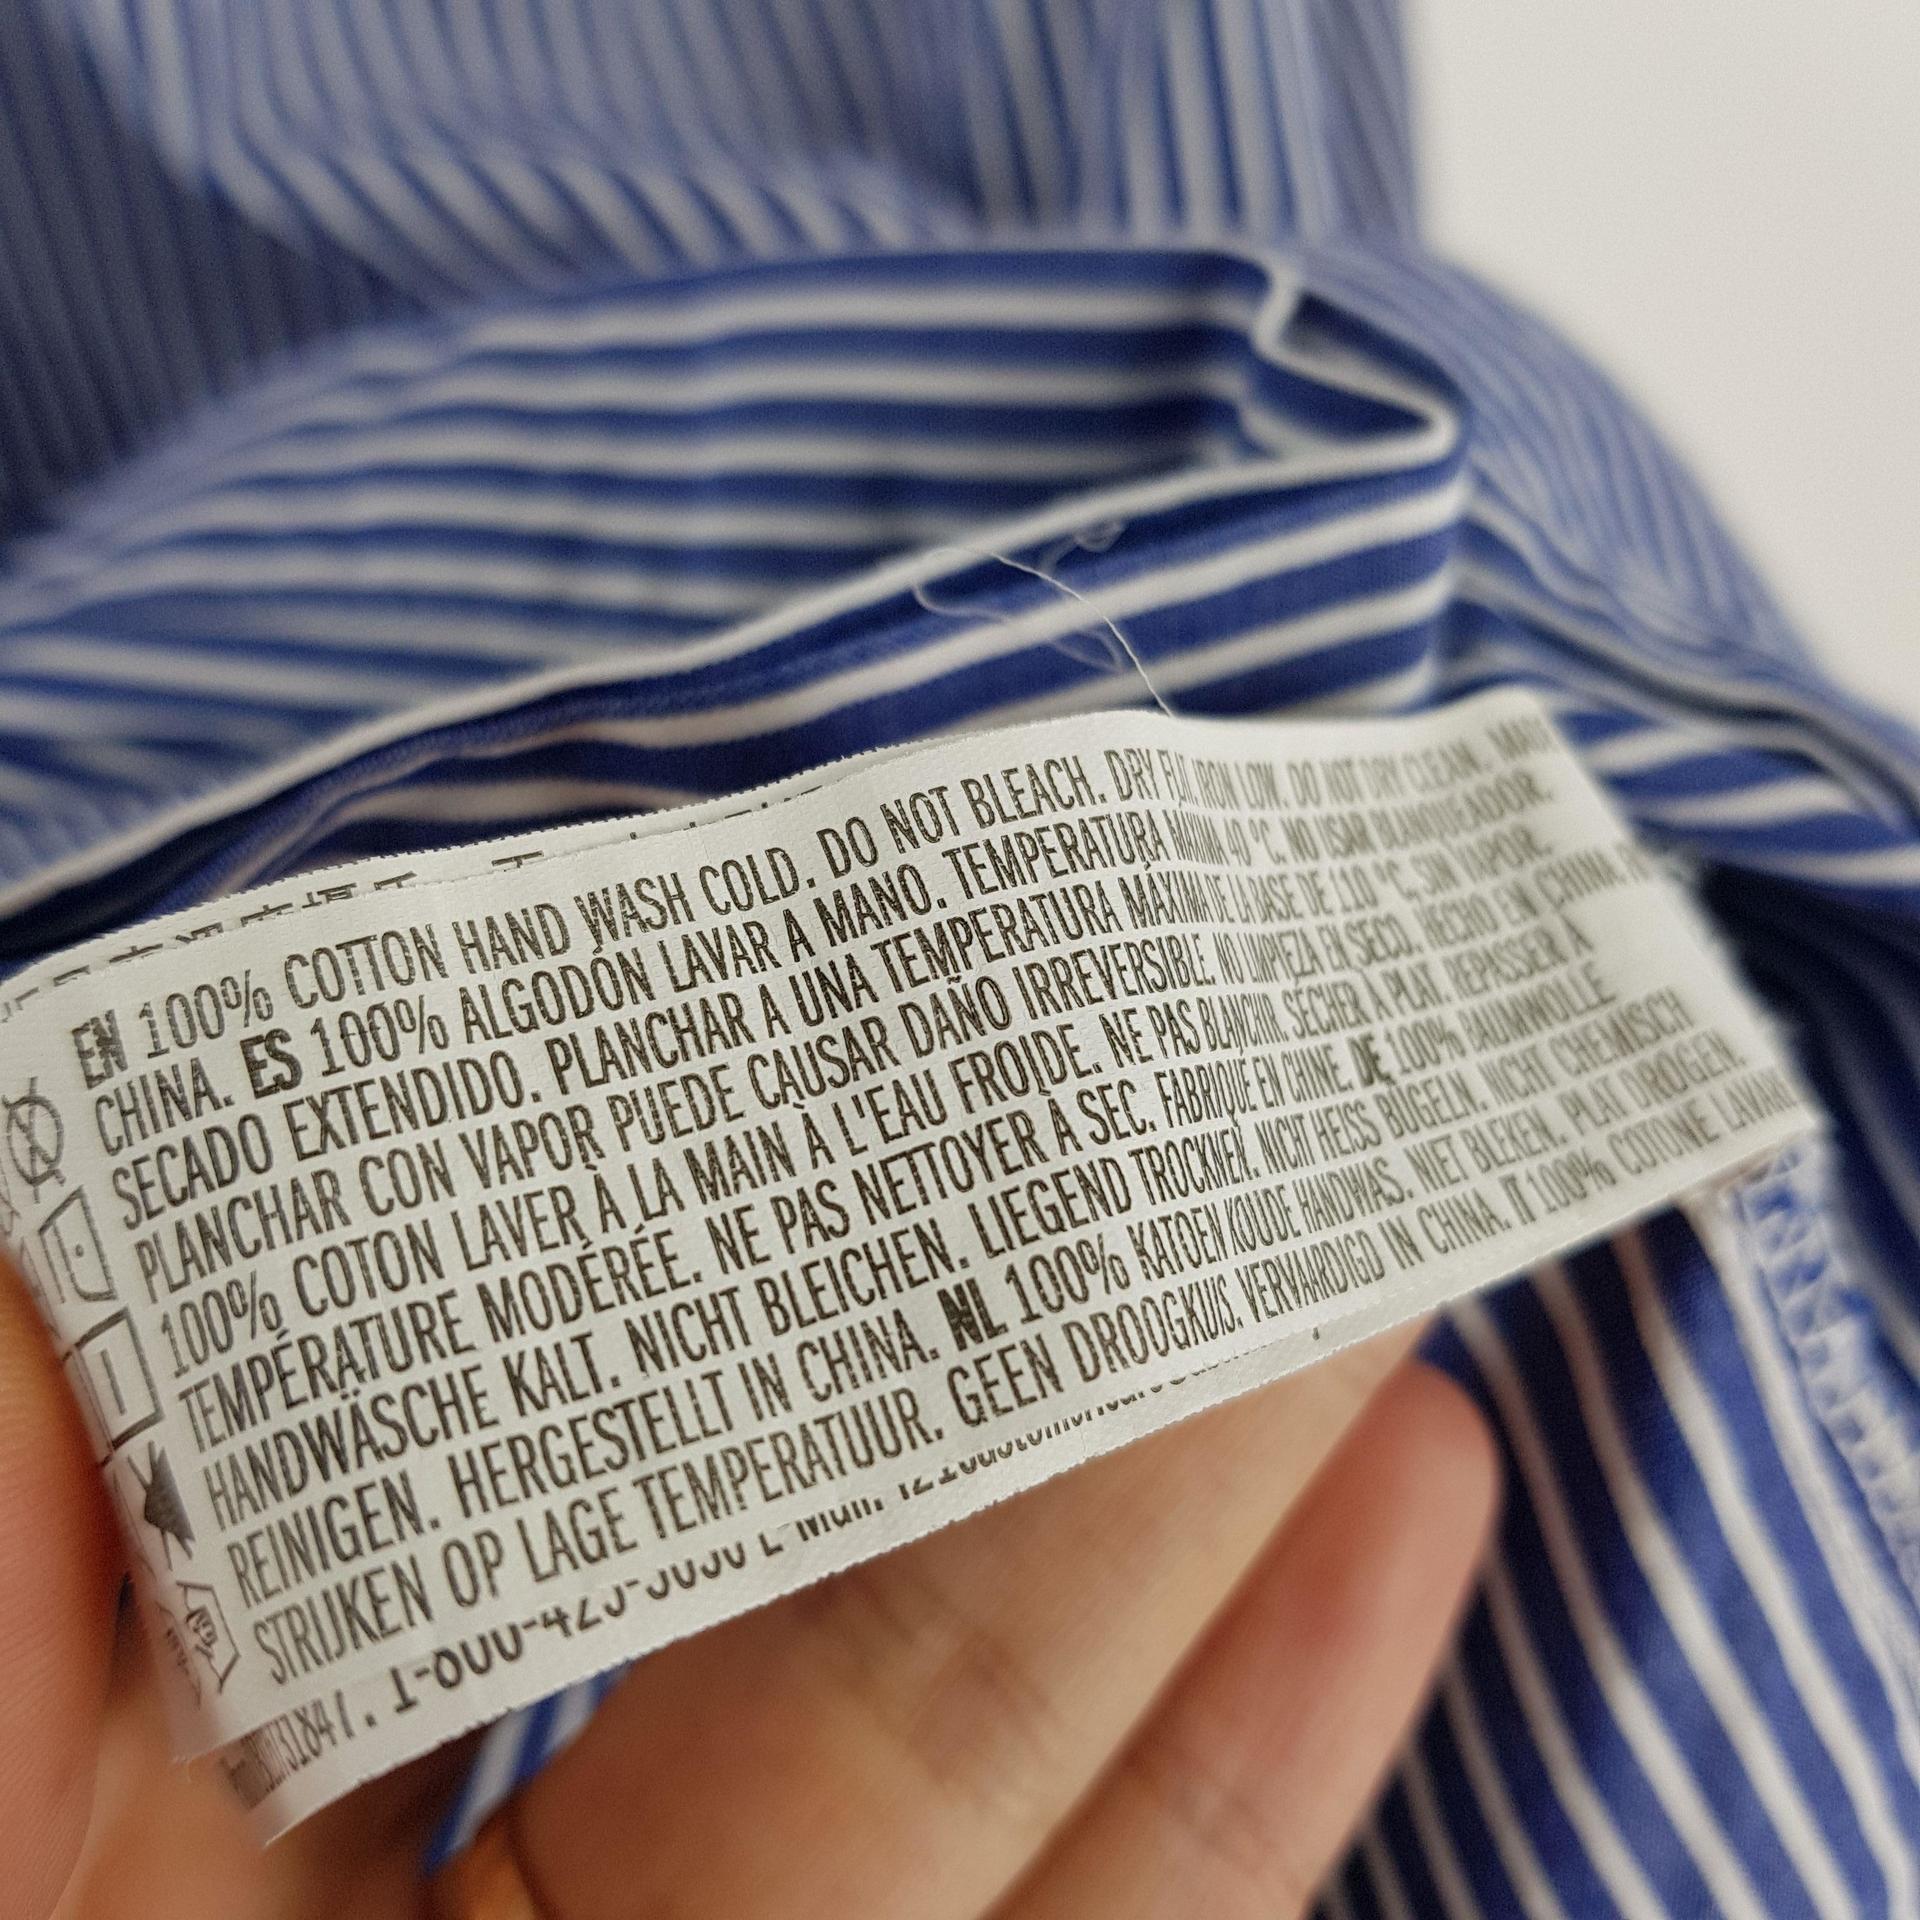 EN 100% COTTON HAND WASH COLD. DO NOT BLEACH. DRY FLAT. IRON LOW. DO NOT DRY CLEAN.
CHINA. ES 100% ALGODÓN LAVAR A MANO. TEMPERATURA MÁXIMA 40 °C. NO USAR BLANQUEADOR.
SECADO EXTENDIDO. PLANCHAR A UNA TEMPERATURA MÁXIMA DE LA BASE DE 110 °C, SIN VAPOR.
PLANCHAR CON VAPOR PUEDE CAUSAR DAÑO IRREVERSIBLE. NO LIMPIEZA EN SECO. HECHO EN CHINA.
100% COTON LAVER À LA MAIN À L'EAU FROIDE. NE PAS BLANCHIR. SÉCHER À PLAT. REPASSER À
TEMPÉRATURE MODÉRÉE. NE PAS NETTOYER À SEC. FABRIQUÉ EN CHINE. DE 100% BAUMWOLLE
HANDWÄSCHE KALT. NICHT BLEICHEN. LIEGEND TROCKNEN. NICHT HEISS BÜGELN. NICHT CHEMISCH
REINIGEN. HERGESTELLT IN CHINA. NL 100% KATOEN KOUDE HANDWAS. NIET BLEKEN. PLAT DROGEN.
STRIJKEN OP LAGE TEMPERATUUR. GEEN DROOGKUIS. VERVAARDIGD IN CHINA. IT 100% COTONE